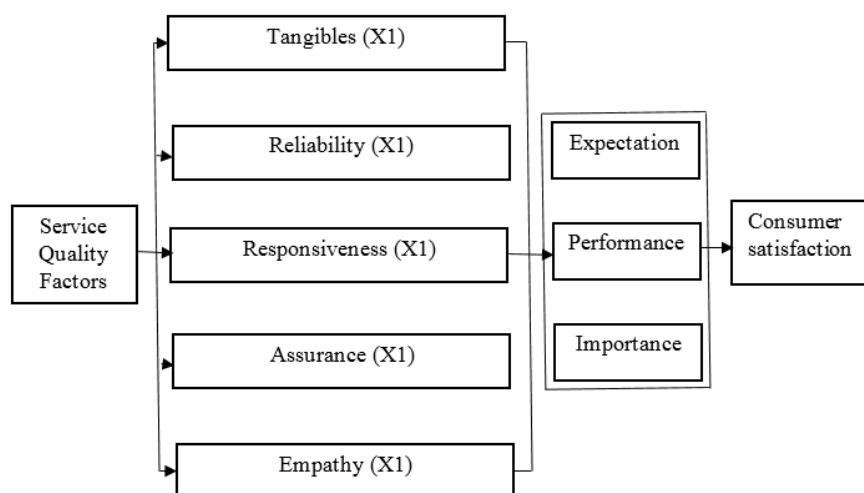 Tangibles (X1)
Reliability (X1)
Responsiveness (X1)
Assurance (X1)
Empathy (X1)
Service
Quality
Factors
Expectation
Performance
Importance
Consumer
satisfaction